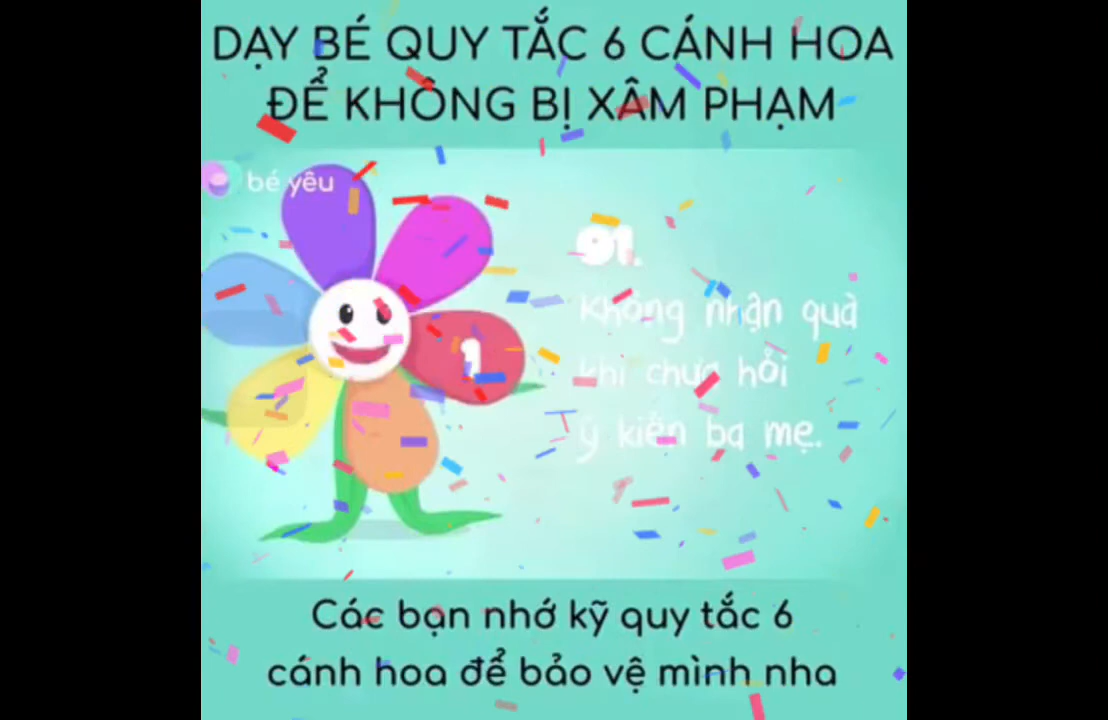 DẠY BÉ QUY TẮC 6 CÁNH HOA
ĐỂ KHÔNG BỊ XÂM PHẠM
bé yêu
01.
Không nhận quà
khi chưa hỏi
ý kiến ba mẹ.
1
Các bạn nhớ kỹ quy tắc 6
cánh hoa để bảo vệ mình nha